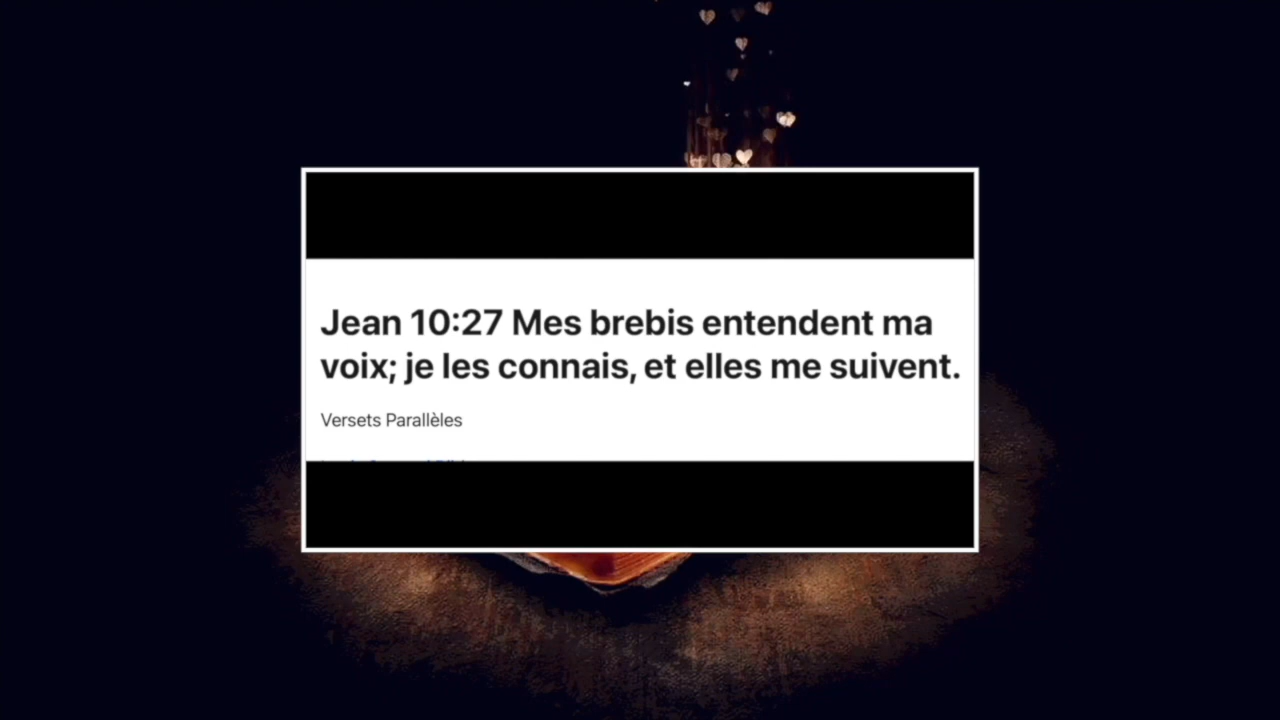 Jean 10:27 Mes brebis entendent ma
voix; je les connais, et elles me suivent.
Versets Parallèles